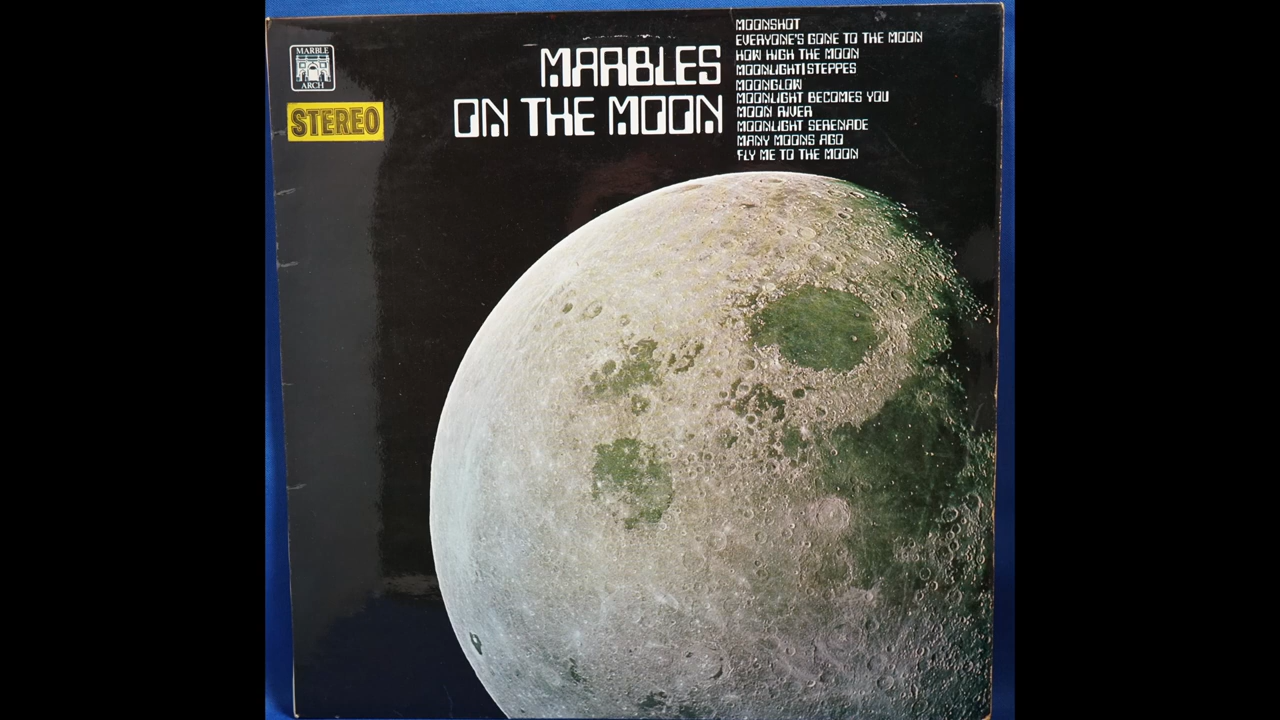 MARBLE
ARCH
STEREO
MARBLES
ON THE MOON
MOONSHOT
EVERYONE'S GONE TO THE MOON
HOW HIGH THE MOON
MOONLIGHT|STEPPES
MOONGLOW
MOONLIGHT BECOMES YOU
MOON RIVER
MOONLIGHT SERENADE
MANY MOONS AGO
FLY ME TO THE MOON